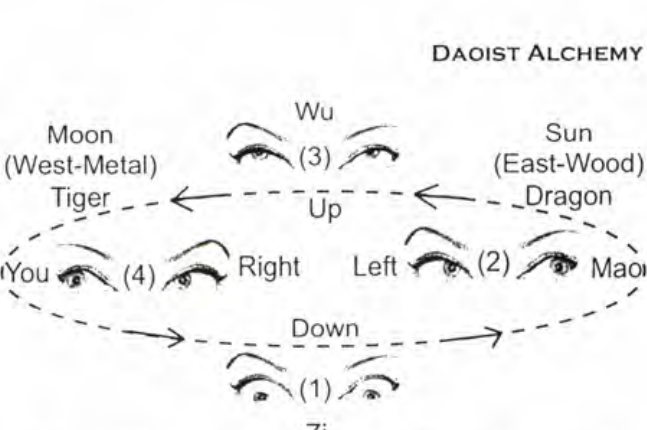 DAOIST ALCHEMY
Wu
Moon
(West-Metal)
Tiger
Sun
(East-Wood)
Dragon
(3)
Up
You (4) Right
Left (2) Mao
Down
(1)